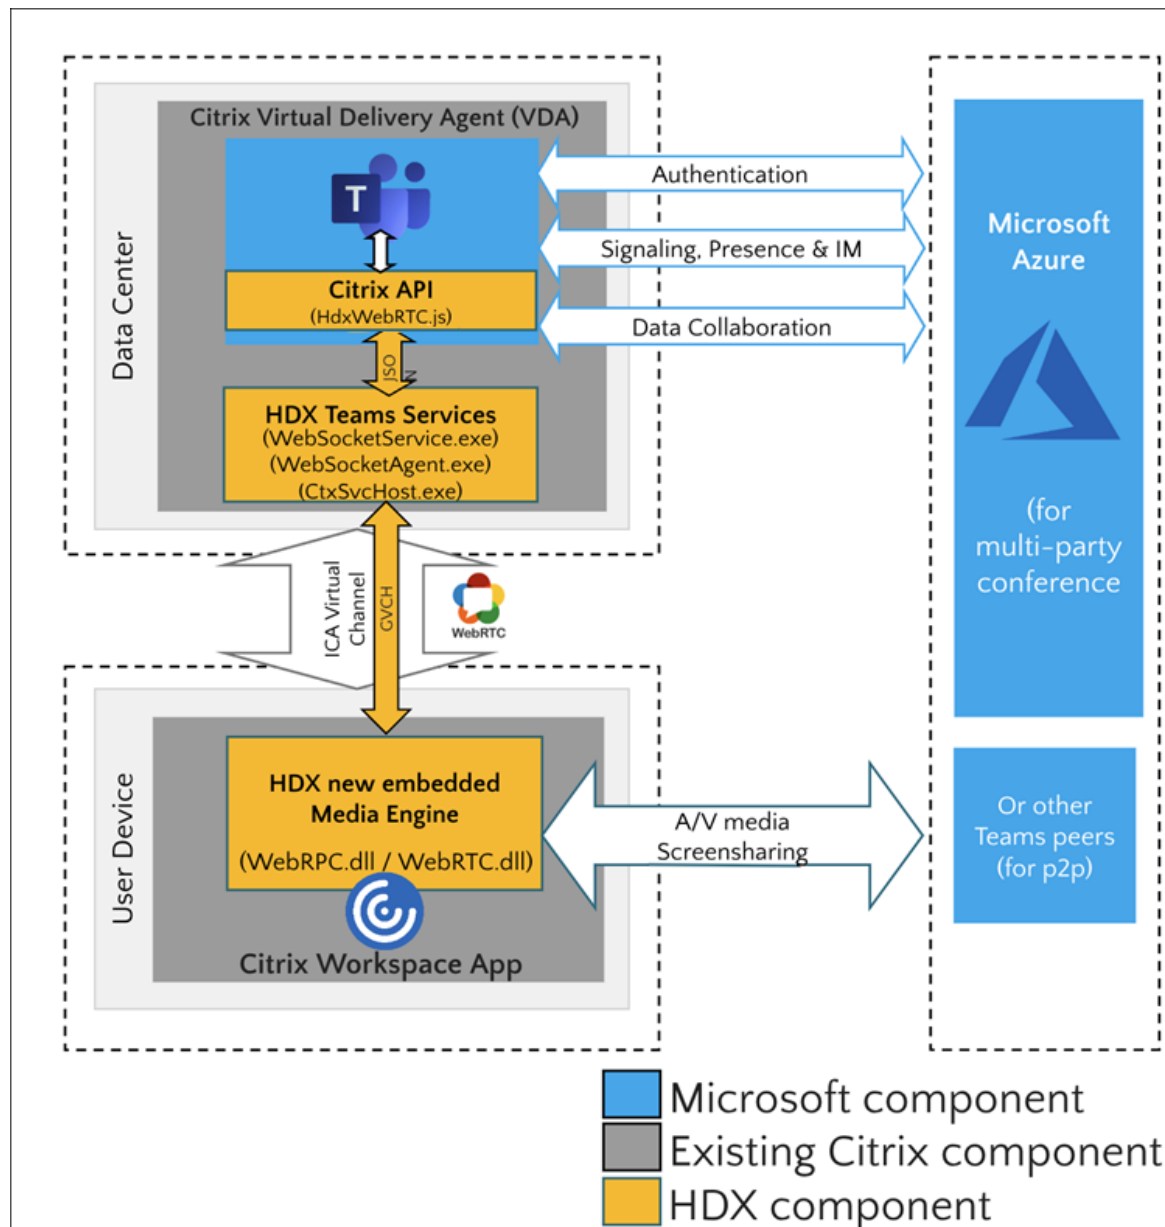 Citrix Virtual Delivery Agent (VDA)
T
Citrix API
(HdxWebRTC.js)
JSO
N
HDX Teams Services
(WebSocketService.exe)
(WebSocketAgent.exe)
(CtxSvcHost.exe)
Data Center
Authentication
Signaling, Presence & IM
Data Collaboration
Microsoft
Azure
(for
multi-party
conference
ICA Virtual
Channel
GVCH
WebRTC
User Device
HDX new embedded
Media Engine
(WebRPC.dll / WebRTC.dll)
Citrix Workspace App
A/V media
Screensharing
Or other
Teams peers
(for p2p)
Microsoft component
Existing Citrix component
HDX component